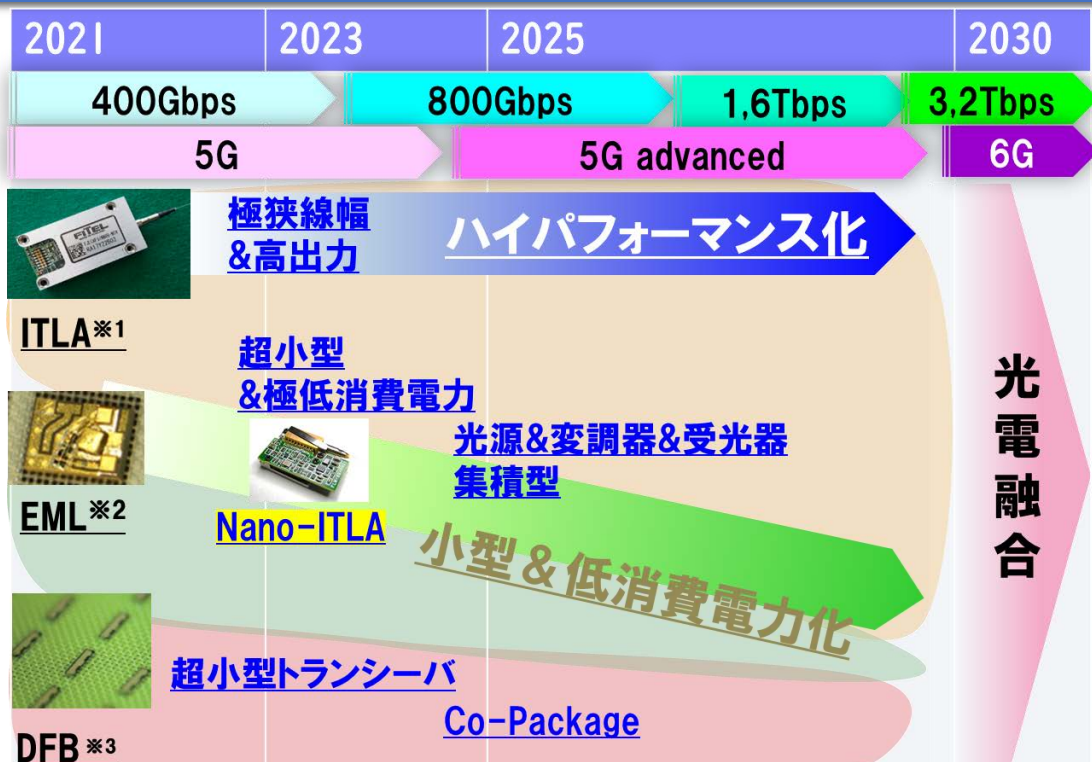 2021
2023
2025
2030
400Gbps
800Gbps
1,6Tbps
3,2Tbps
5G
5G advanced
6G
極狭線幅
&高出力
ハイパフォーマンス化
FITEL
ITLA※1
超小型
&極低消費電力
光源&変調器&受光器
集積型
EML※2
Nano-ITLA
小型&低消費電力化
光電融合
超小型トランシーバ
Co-Package
DFB※3